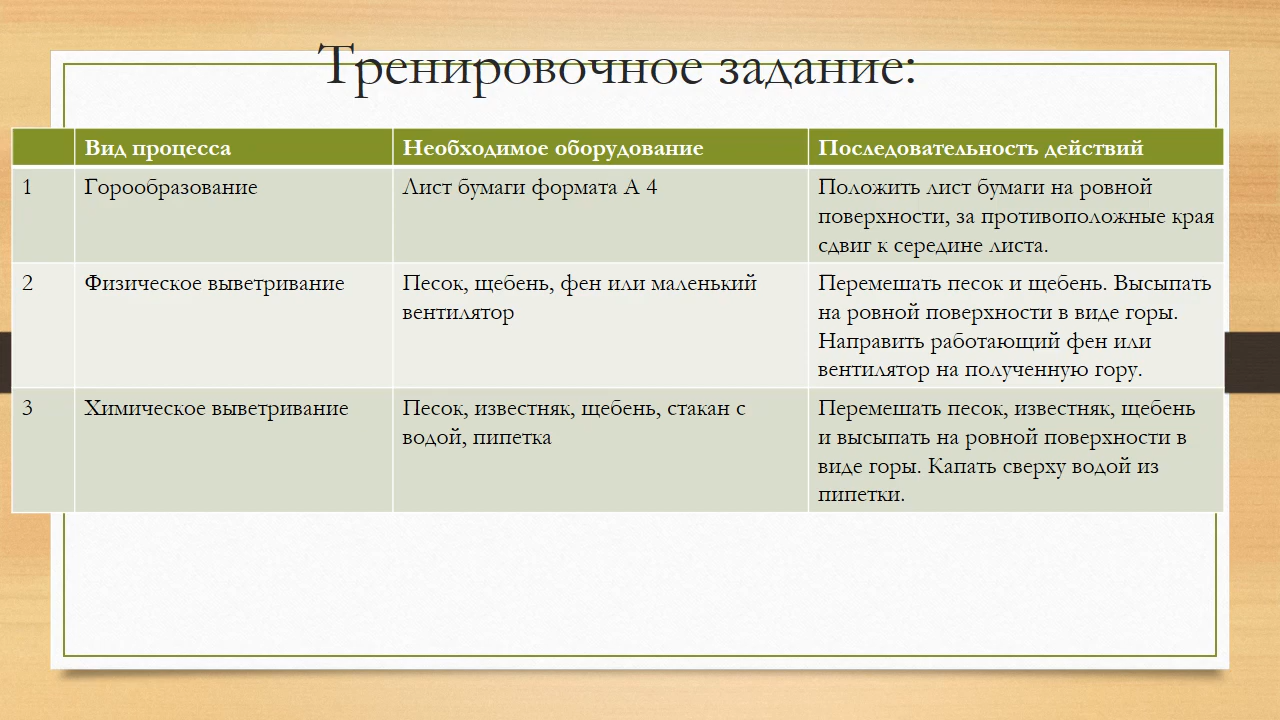 Тренировочное задание:
Вид процесса
Необходимое оборудование
Последовательность действий
1
Горообразование
Лист бумаги формата А 4
Положить лист бумаги на ровной
поверхности, за противоположные края
сдвиг к середине листа.
2
Физическое выветривание
Песок, щебень, фен или маленький
вентилятор
Перемешать песок и щебень. Высыпать
на ровной поверхности в виде горы.
Направить работающий фен или
вентилятор на полученную гору.
3
Химическое выветривание
Песок, известняк, щебень, стакан с
водой, пипетка
Перемешать песок, известняк, щебень
и высыпать на ровной поверхности в
виде горы. Капать сверху водой из
пипетки.